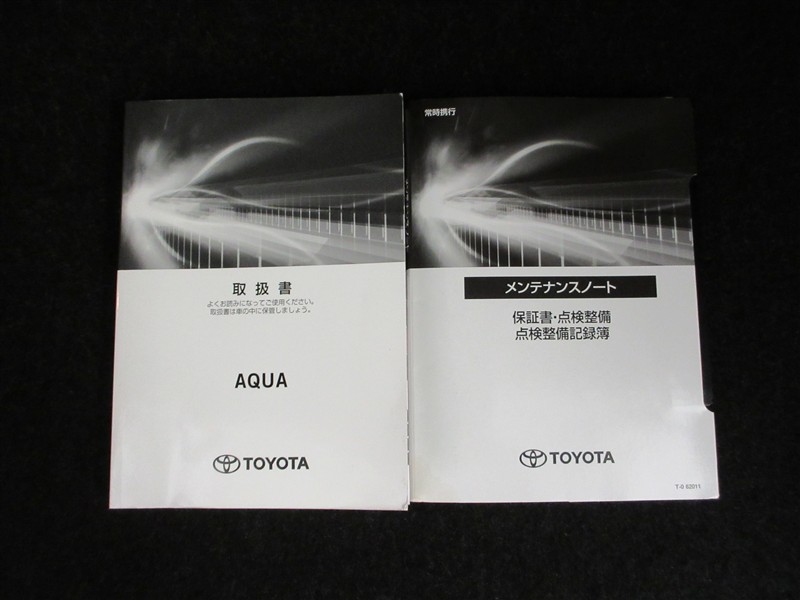 取扱書
よくお読みになってご使用ください。
取扱書は車の中に保管しましょう。
AQUA
TOYOTA
常時携行
メンテナンスノート
保証書・点検整備
点検整備記録簿
TOYOTA